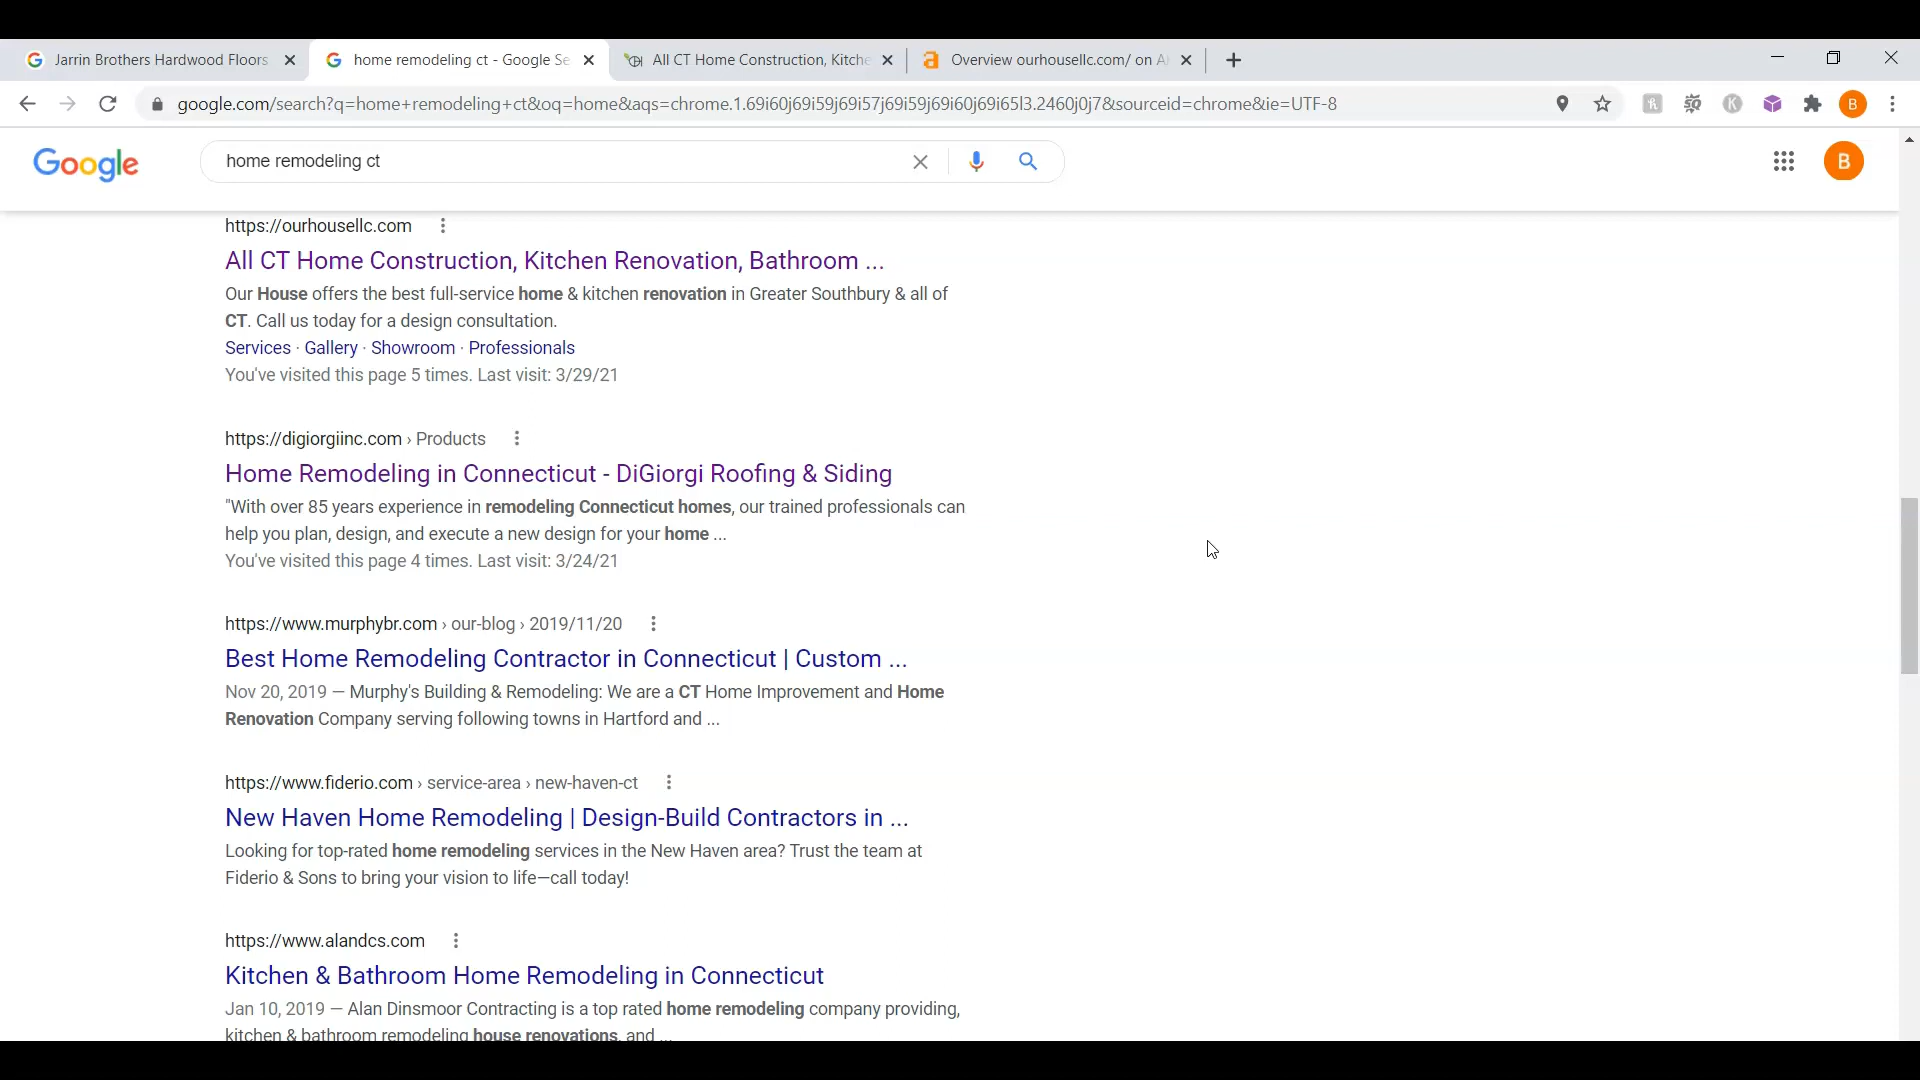 Jarrin Brothers Hardwood Floors
home remodeling ct - Google Se
All CT Home Construction, Kitche
Overview ourhousellc.com/ on A
google.com/search?q=home+remodeling+ct&oq=home&aqs=chrome.1.69i60j69i59j69i57j69i59j69i60j69i65l3.2460j0j7&sourceid=chrome&ie=UTF-8
B
Google
home remodeling ct
B
https://ourhousellc.com
All CT Home Construction, Kitchen Renovation, Bathroom ...
Our House offers the best full-service home & kitchen renovation in Greater Southbury & all of
CT. Call us today for a design consultation.
Services · Gallery · Showroom · Professionals
You've visited this page 5 times. Last visit: 3/29/21
https://digiorgiinc.com › Products
Home Remodeling in Connecticut - DiGiorgi Roofing & Siding
"With over 85 years experience in remodeling Connecticut homes, our trained professionals can
help you plan, design, and execute a new design for your home ...
You've visited this page 4 times. Last visit: 3/24/21
https://www.murphybr.com › our-blog › 2019/11/20
Best Home Remodeling Contractor in Connecticut | Custom ...
Nov 20, 2019 — Murphy's Building & Remodeling: We are a CT Home Improvement and Home
Renovation Company serving following towns in Hartford and ...
https://www.fiderio.com › service-area › new-haven-ct
New Haven Home Remodeling | Design-Build Contractors in ...
Looking for top-rated home remodeling services in the New Haven area? Trust the team at
Fiderio & Sons to bring your vision to life—call today!
https://www.alandcs.com
Kitchen & Bathroom Home Remodeling in Connecticut
Jan 10, 2019 — Alan Dinsmoor Contracting is a top rated home remodeling company providing,
kitchen & bathroom remodeling house renovations, and ...